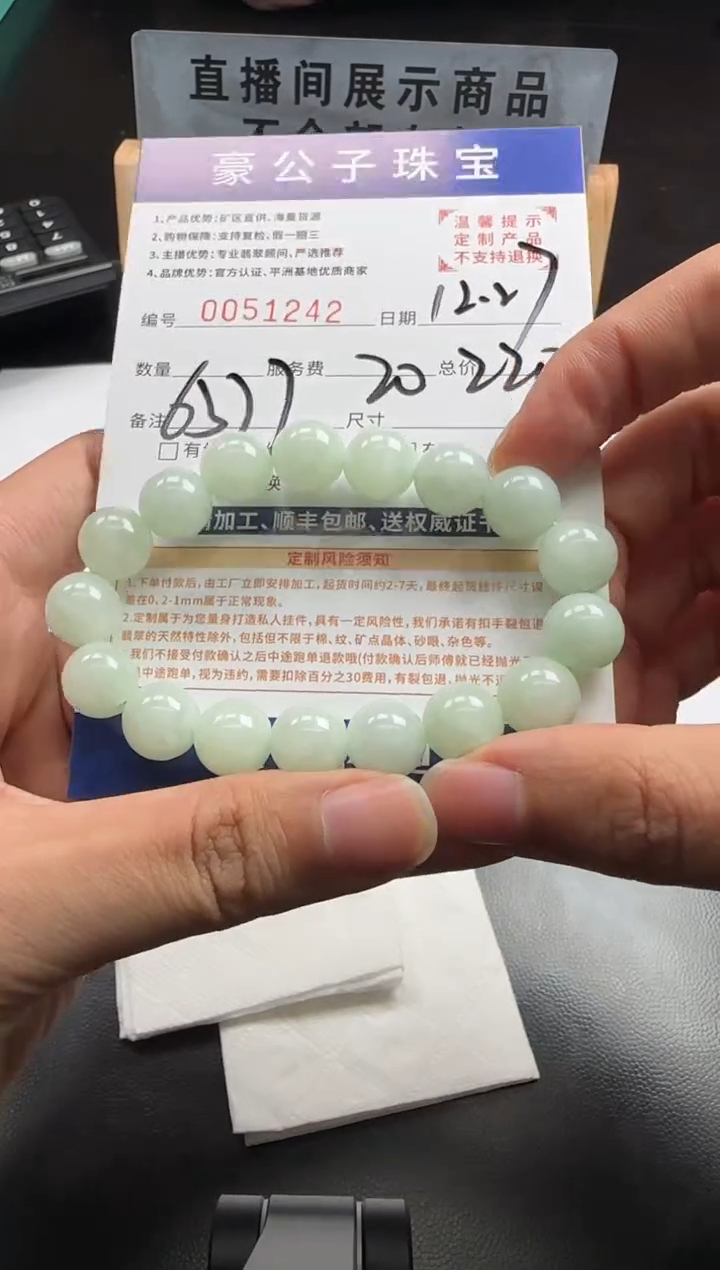 直播间展示商品
豪公子珠宝
1、产品优势:矿区直供、海量货源
2、购物保障:支持复检、假一赔三
3、主播优势:专业翡翠顾问、严选推荐
4、品牌优势:官方认证、平洲基地优质商家
温馨提示
定制产品
不支持退换
编号 0051242 日期 12.27
数量 服务费 20 总价 22
备注 尺寸
换
加工、顺丰包邮、送权威证书
定制风险须知
1.下单付款后,由工厂立即安排加工,起货时间约2-7天,最终起货
差在0.2-1mm属于正常现象。
2.定制属于为您量身打造私人挂件,具有一定风险性,我们承诺有扣手裂包退
翡翠的天然特性除外,包括但不限于棉、纹、矿点晶体、砂眼、杂色等。
我们不接受付款确认之后中途跑单退款哦(付款确认后师傅就已经抛光
中途跑单,视为违约,需要扣除百分之30费用,有裂包退,抛光不